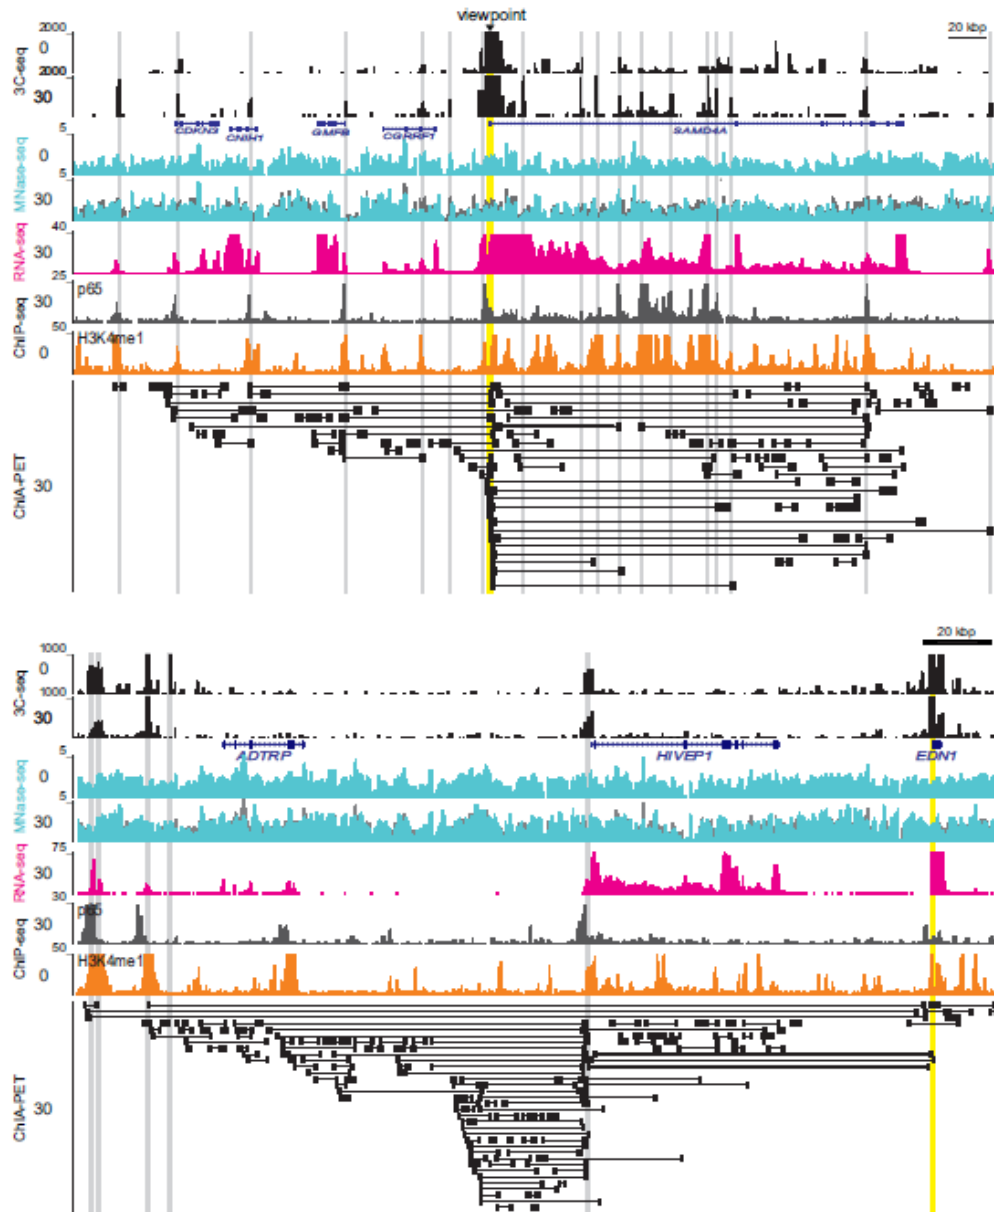 viewpoint
20 kbp
3C-seq
2000
0
2000
30
CDKN3
CNIH1
GMFB
CGRRF1
SAMD4A
MNase-seq
5
0
5
30
RNA-seq
40
30
25
ChIP-seq
p65
30
50
H3K4me1
0
ChIA-PET
30
20 kbp
3C-seq
1000
0
1000
30
ADTRP
HIVEP1
EDN1
MNase-seq
5
0
5
30
RNA-seq
75
30
30
ChIP-seq
p65
30
50
H3K4me1
0
ChIA-PET
30